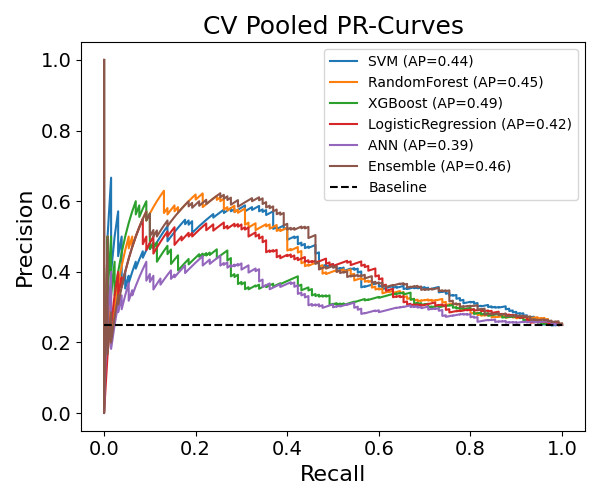 CV Pooled PR-Curves
Precision
1.0
0.8
0.6
0.4
0.2
0.0
SVM (AP=0.44)
RandomForest (AP=0.45)
XGBoost (AP=0.49)
LogisticRegression (AP=0.42)
ANN (AP=0.39)
Ensemble (AP=0.46)
Baseline
0.0 0.2 0.4 0.6 0.8 1.0
Recall